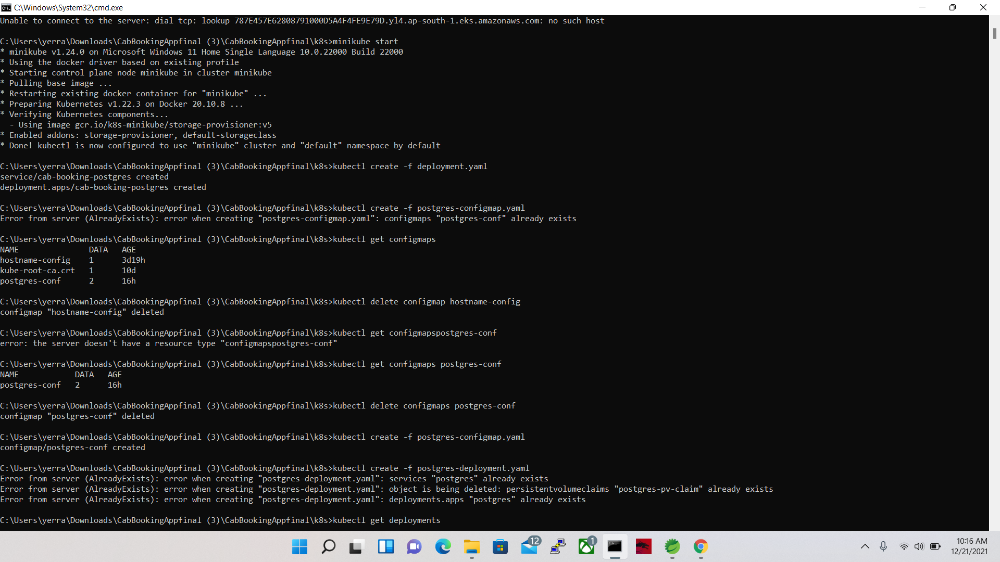 C:\Windows\System32\cmd.exe
Unable to connect to the server: dial tcp: lookup 787E457E62808791000D5A4F4FE9E79D.yl4.ap-south-1.eks.amazonaws.com: no such host
C:\Users\yerra\Downloads\CabBookingAppfinal (3)\CabBookingAppfinal\k8s>minikube start
* minikube v1.24.0 on Microsoft Windows 11 Home Single Language 10.0.22000 Build 22000
* Using the docker driver based on existing profile
* Starting control plane node minikube in cluster minikube
* Pulling base image ...
* Restarting existing docker container for "minikube" ...
* Preparing Kubernetes v1.22.3 on Docker 20.10.8 ...
* Verifying Kubernetes components...
  - Using image gcr.io/k8s-minikube/storage-provisioner:v5
* Enabled addons: storage-provisioner, default-storageclass
* Done! kubectl is now configured to use "minikube" cluster and "default" namespace by default
C:\Users\yerra\Downloads\CabBookingAppfinal (3)\CabBookingAppfinal\k8s>kubectl create -f deployment.yaml
service/cab-booking-postgres created
deployment.apps/cab-booking-postgres created
C:\Users\yerra\Downloads\CabBookingAppfinal (3)\CabBookingAppfinal\k8s>kubectl create -f postgres-configmap.yaml
Error from server (AlreadyExists): error when creating "postgres-configmap.yaml": configmaps "postgres-conf" already exists
C:\Users\yerra\Downloads\CabBookingAppfinal (3)\CabBookingAppfinal\k8s>kubectl get configmaps
NAME               DATA   AGE
hostname-config    1      3d19h
kube-root-ca.crt   1      10d
postgres-conf      2      16h
C:\Users\yerra\Downloads\CabBookingAppfinal (3)\CabBookingAppfinal\k8s>kubectl delete configmap hostname-config
configmap "hostname-config" deleted
C:\Users\yerra\Downloads\CabBookingAppfinal (3)\CabBookingAppfinal\k8s>kubectl get configmapspostgres-conf
error: the server doesn't have a resource type "configmapspostgres-conf"
C:\Users\yerra\Downloads\CabBookingAppfinal (3)\CabBookingAppfinal\k8s>kubectl get configmaps postgres-conf
NAME            DATA   AGE
postgres-conf   2      16h
C:\Users\yerra\Downloads\CabBookingAppfinal (3)\CabBookingAppfinal\k8s>kubectl delete configmaps postgres-conf
configmap "postgres-conf" deleted
C:\Users\yerra\Downloads\CabBookingAppfinal (3)\CabBookingAppfinal\k8s>kubectl create -f postgres-configmap.yaml
configmap/postgres-conf created
C:\Users\yerra\Downloads\CabBookingAppfinal (3)\CabBookingAppfinal\k8s>kubectl create -f postgres-deployment.yaml
Error from server (AlreadyExists): error when creating "postgres-deployment.yaml": services "postgres" already exists
Error from server (AlreadyExists): error when creating "postgres-deployment.yaml": object is being deleted: persistentvolumeclaims "postgres-pv-claim" already exists
Error from server (AlreadyExists): error when creating "postgres-deployment.yaml": deployments.apps "postgres" already exists
C:\Users\yerra\Downloads\CabBookingAppfinal (3)\CabBookingAppfinal\k8s>kubectl get deployments
12
1
10:16 AM
12/21/2021